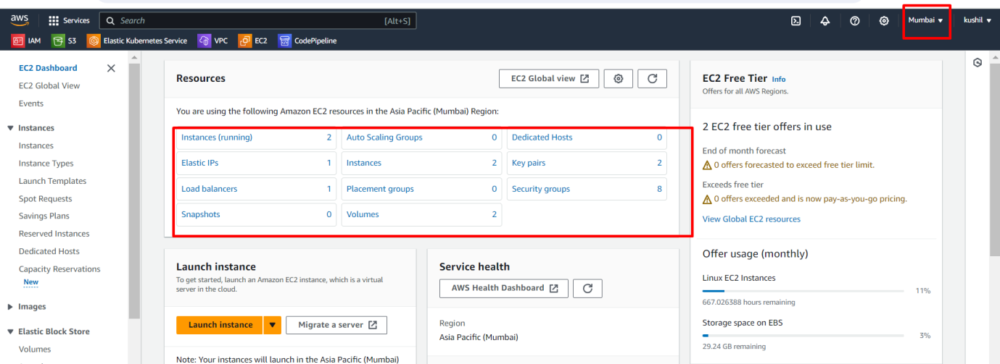 aws
Services
Search
[Alt+S]
Mumbai
kushil
IAM
S3
Elastic Kubernetes Service
VPC
EC2
CodePipeline
EC2 Dashboard
EC2 Global View
Events
Instances
Instances
Instance Types
Launch Templates
Spot Requests
Savings Plans
Reserved Instances
Dedicated Hosts
Capacity Reservations
New
Images
Elastic Block Store
Volumes
Resources
EC2 Global view
You are using the following Amazon EC2 resources in the Asia Pacific (Mumbai) Region:
Instances (running) 2
Auto Scaling Groups 0
Dedicated Hosts 0
Elastic IPs 1
Instances 2
Key pairs 2
Load balancers 1
Placement groups 0
Security groups 8
Snapshots 0
Volumes 2
Launch instance
To get started, launch an Amazon EC2 instance, which is a virtual
server in the cloud.
Launch instance
Migrate a server
Note: Your instances will launch in the Asia Pacific (Mumbai)
Service health
AWS Health Dashboard
Region
Asia Pacific (Mumbai)
EC2 Free Tier Info
Offers for all AWS Regions.
2 EC2 free tier offers in use
End of month forecast
0 offers forecasted to exceed free tier limit.
Exceeds free tier
0 offers exceeded and is now pay-as-you-go pricing.
View Global EC2 resources
Offer usage (monthly)
Linux EC2 Instances
11%
667.026388 hours remaining
Storage space on EBS
3%
29.24 GB remaining